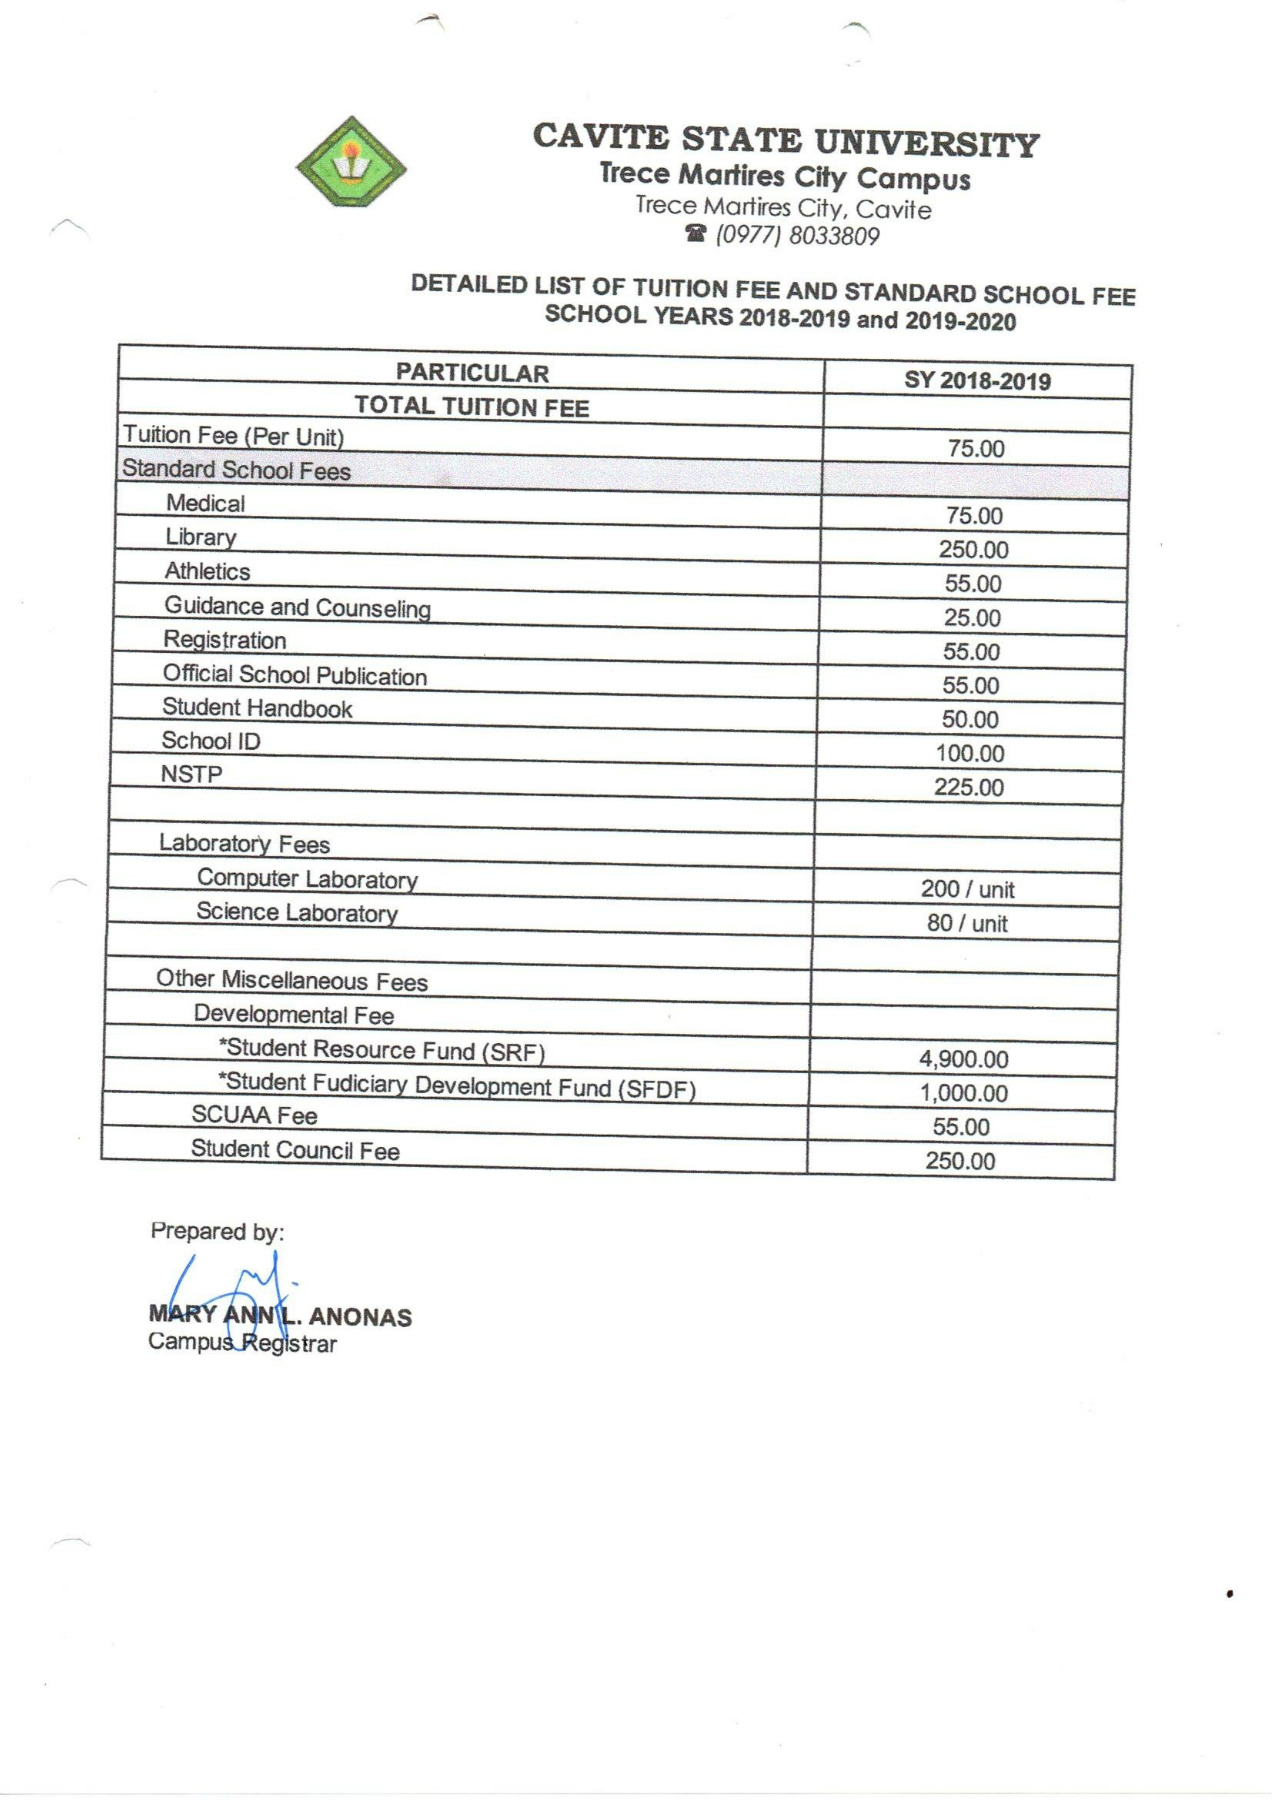 CAVITE STATE UNIVERSITY
Trece Martires City Campus
Trece Martires City, Cavite
☎ (0977) 8033809
DETAILED LIST OF TUITION FEE AND STANDARD SCHOOL FEE
SCHOOL YEARS 2018-2019 and 2019-2020
PARTICULAR SY 2018-2019
TOTAL TUITION FEE
Tuition Fee (Per Unit) 75.00
Standard School Fees
Medical 75.00
Library 250.00
Athletics 55.00
Guidance and Counseling 25.00
Registration 55.00
Official School Publication 55.00
Student Handbook 50.00
School ID 100.00
NSTP 225.00
Laboratory Fees
Computer Laboratory 200 / unit
Science Laboratory 80 / unit
Other Miscellaneous Fees
Developmental Fee
*Student Resource Fund (SRF) 4,900.00
*Student Fudiciary Development Fund (SFDF) 1,000.00
SCUAA Fee 55.00
Student Council Fee 250.00
Prepared by:
MARY ANN L. ANONAS
Campus Registrar